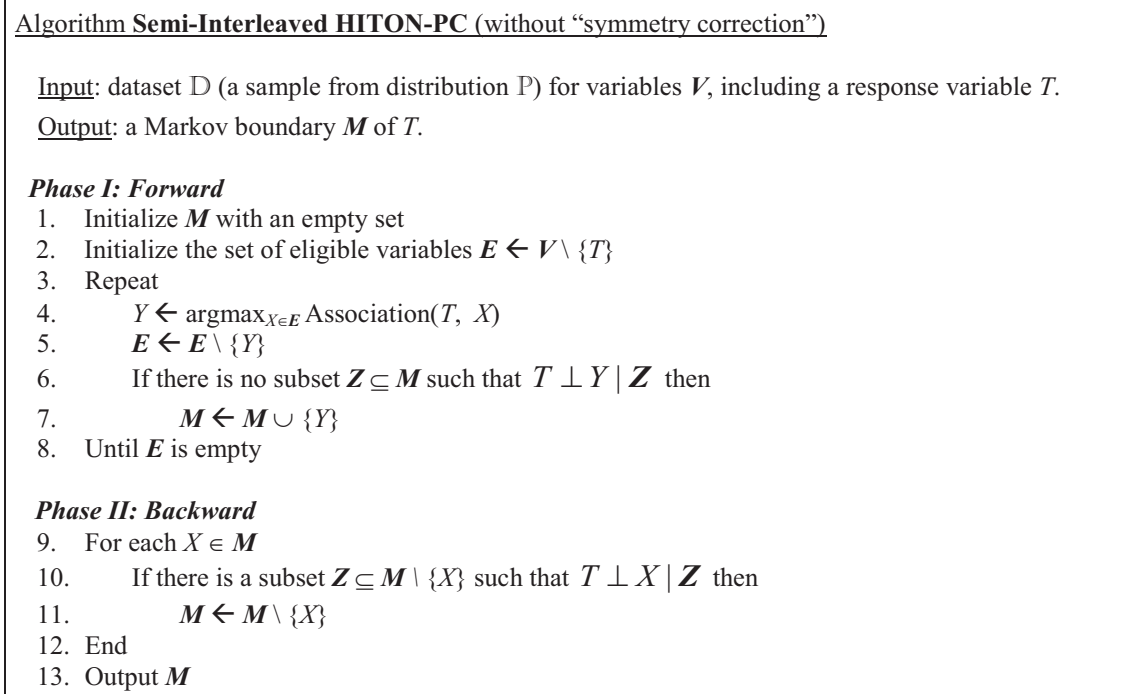 Algorithm Semi-Interleaved HITON-PC (without “symmetry correction”)
Input: dataset 𝔻 (a sample from distribution ℙ) for variables V, including a response variable T.
Output: a Markov boundary M of T.
Phase I: Forward
1. Initialize M with an empty set
2. Initialize the set of eligible variables E ← V \ {T}
3. Repeat
4. Y ← argmax_{X∈E} Association(T, X)
5. E ← E \ {Y}
6. If there is no subset Z ⊆ M such that T ⊥ Y | Z then
7. M ← M ∪ {Y}
8. Until E is empty
Phase II: Backward
9. For each X ∈ M
10. If there is a subset Z ⊆ M \ {X} such that T ⊥ X | Z then
11. M ← M \ {X}
12. End
13. Output M